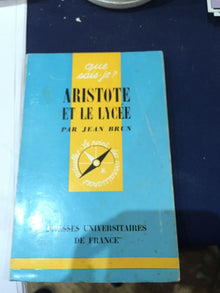 que
sais-je?
ARISTOTE
ET LE LYCÉE
PAR JEAN BRUN
PRESSES UNIVERSITAIRES
DE FRANCE